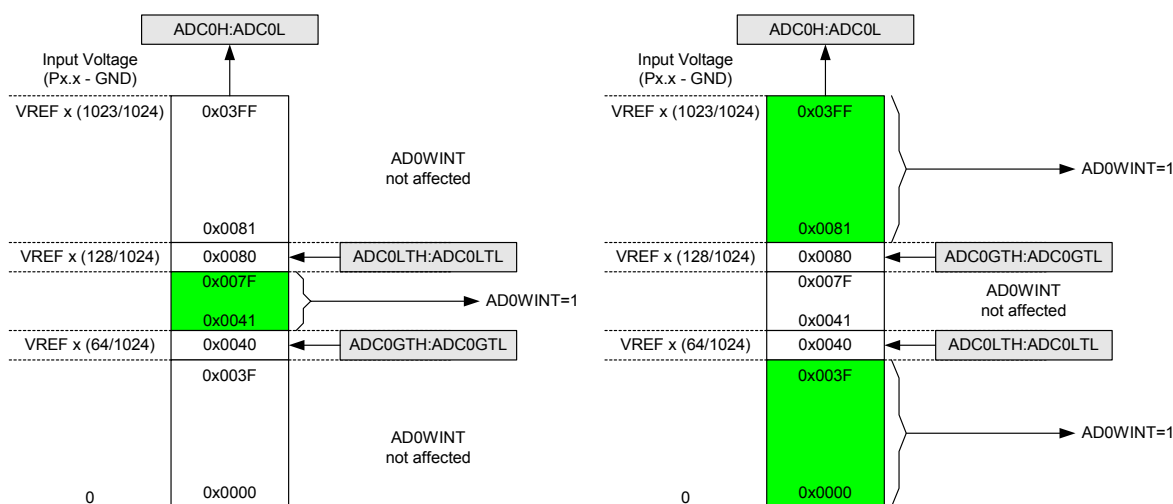 ADC0H:ADC0L
Input Voltage
(Px.x - GND)
VREF x (1023/1024)
0x03FF
AD0WINT
not affected
0x0081
VREF x (128/1024)
0x0080
ADC0LTH:ADC0LTL
0x007F
AD0WINT=1
0x0041
VREF x (64/1024)
0x0040
ADC0GTH:ADC0GTL
0x003F
AD0WINT
not affected
0
0x0000
ADC0H:ADC0L
Input Voltage
(Px.x - GND)
VREF x (1023/1024)
0x03FF
AD0WINT=1
0x0081
VREF x (128/1024)
0x0080
ADC0GTH:ADC0GTL
0x007F
AD0WINT
not affected
0x0041
VREF x (64/1024)
0x0040
ADC0LTH:ADC0LTL
0x003F
AD0WINT=1
0
0x0000